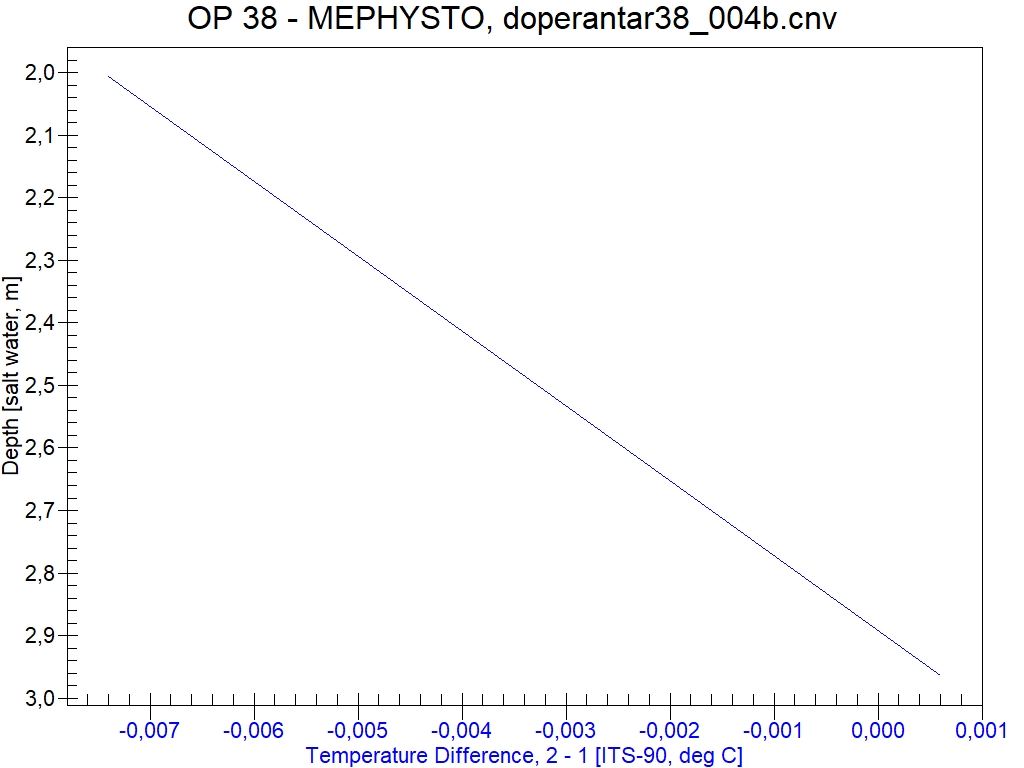 OP 38 - MEPHYSTO, doperantar38_004b.cnv
2,0
2,1
2,2
2,3
2,4
2,5
2,6
2,7
2,8
2,9
3,0
Depth [salt water, m]
-0,007 -0,006 -0,005 -0,004 -0,003 -0,002 -0,001 0,000 0,001
Temperature Difference, 2 - 1 [ITS-90, deg C]